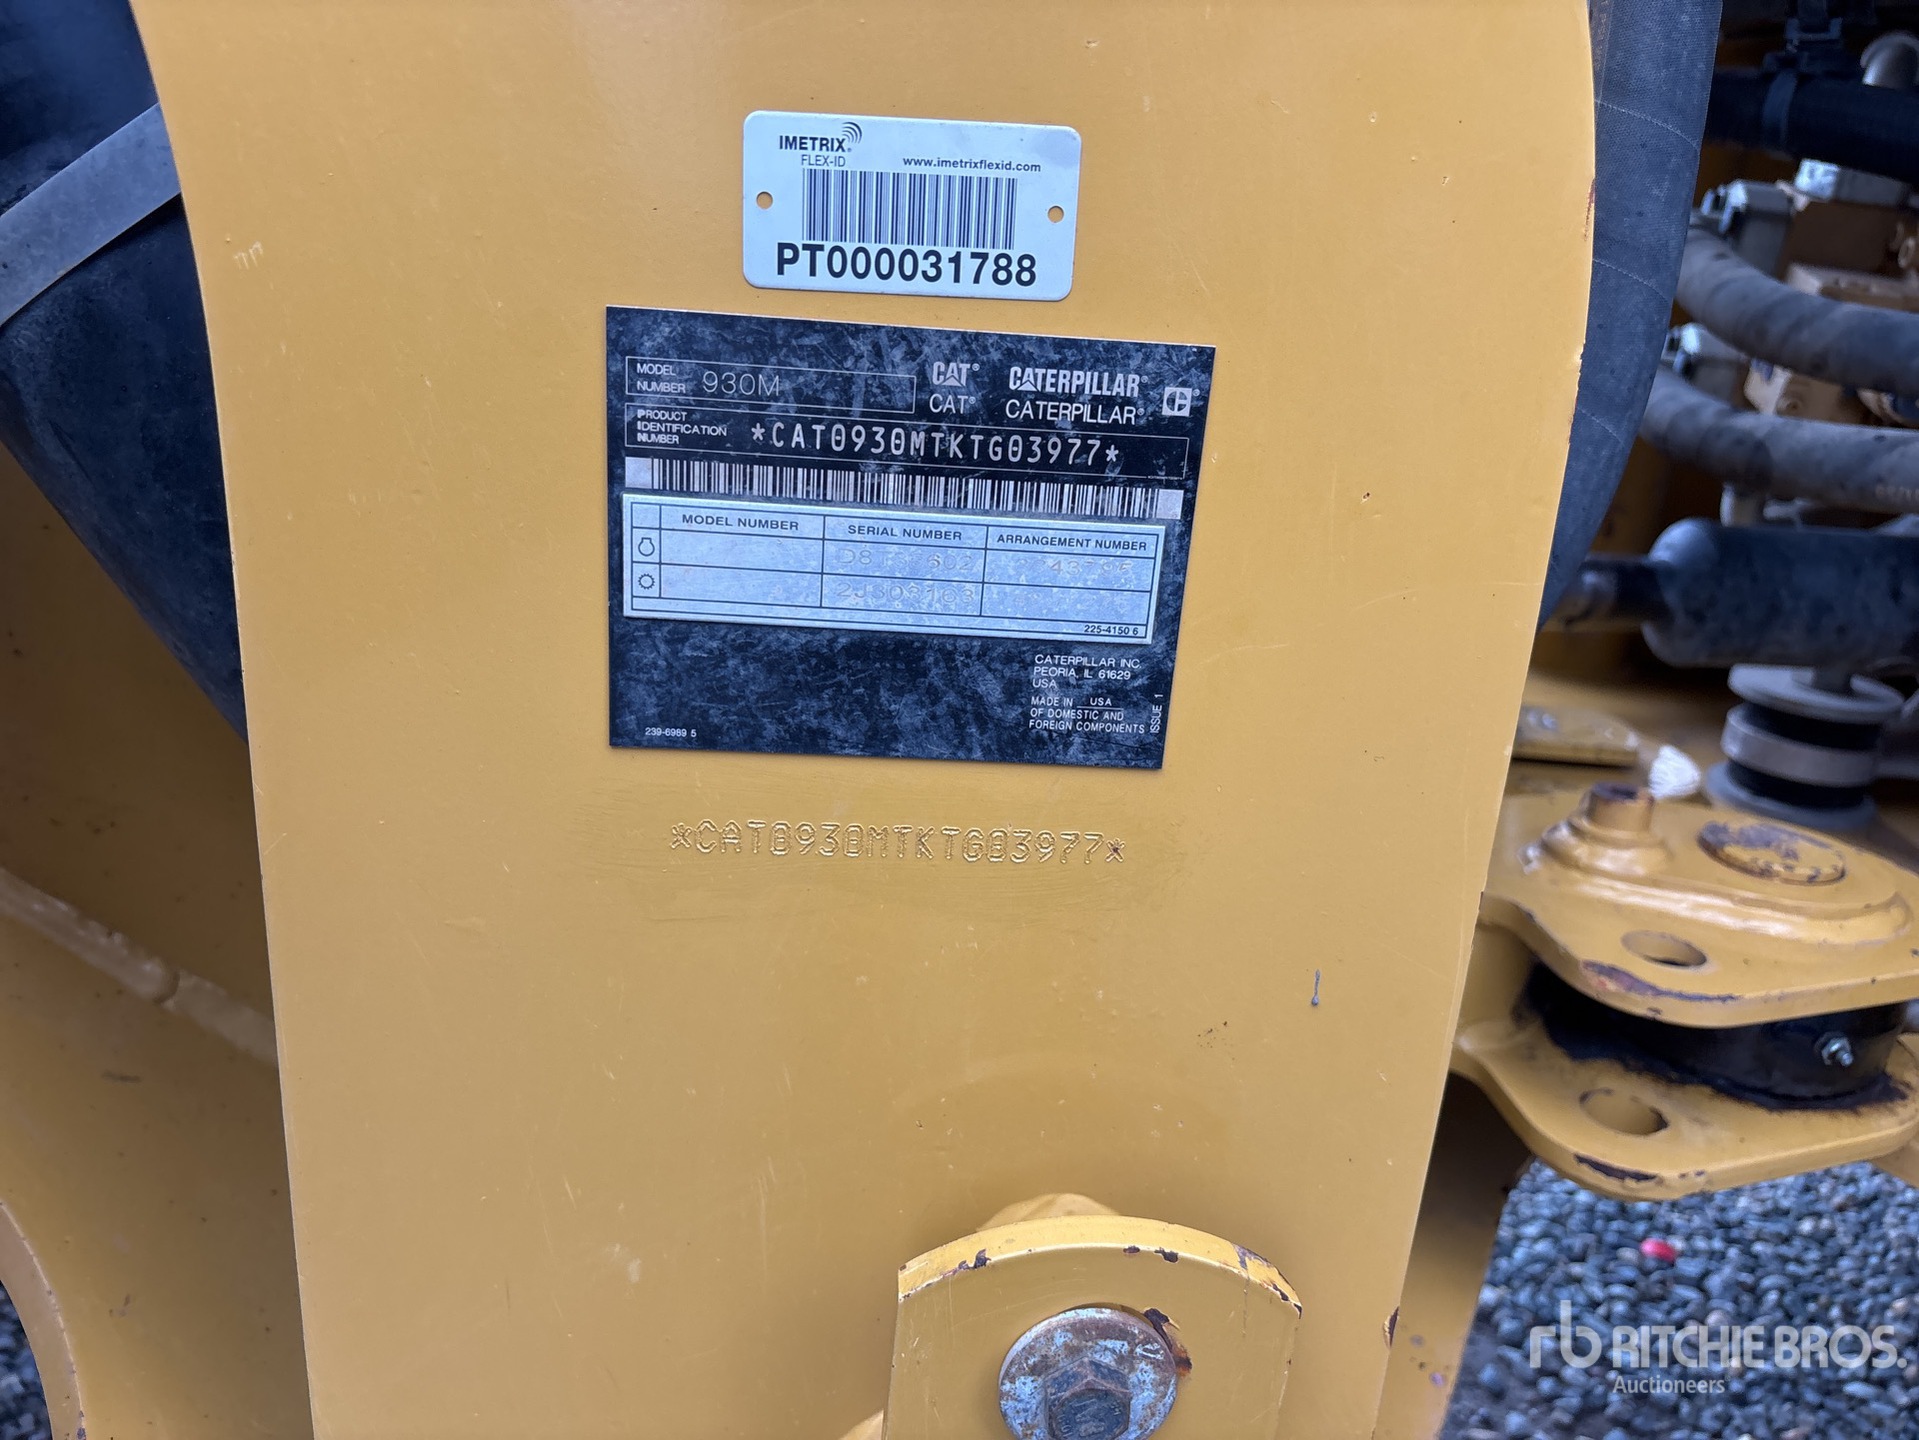 IMETRIX
FLEX-ID
www.imetrixflexid.com
PT000031788
MODEL NUMBER 930M
CAT® CATERPILLAR®
CAT® CATERPILLAR®
PRODUCT IDENTIFICATION NUMBER *CAT0930MTKTG03977*
MODEL NUMBER SERIAL NUMBER ARRANGEMENT NUMBER
2J303163
225-4150 6
CATERPILLAR INC.
PEORIA, IL 61629
USA
MADE IN USA
OF DOMESTIC AND
FOREIGN COMPONENTS
ISSUE 1
239-6989 5
*CAT0930MTKTG03977*
rb RITCHIE BROS.
Auctioneers